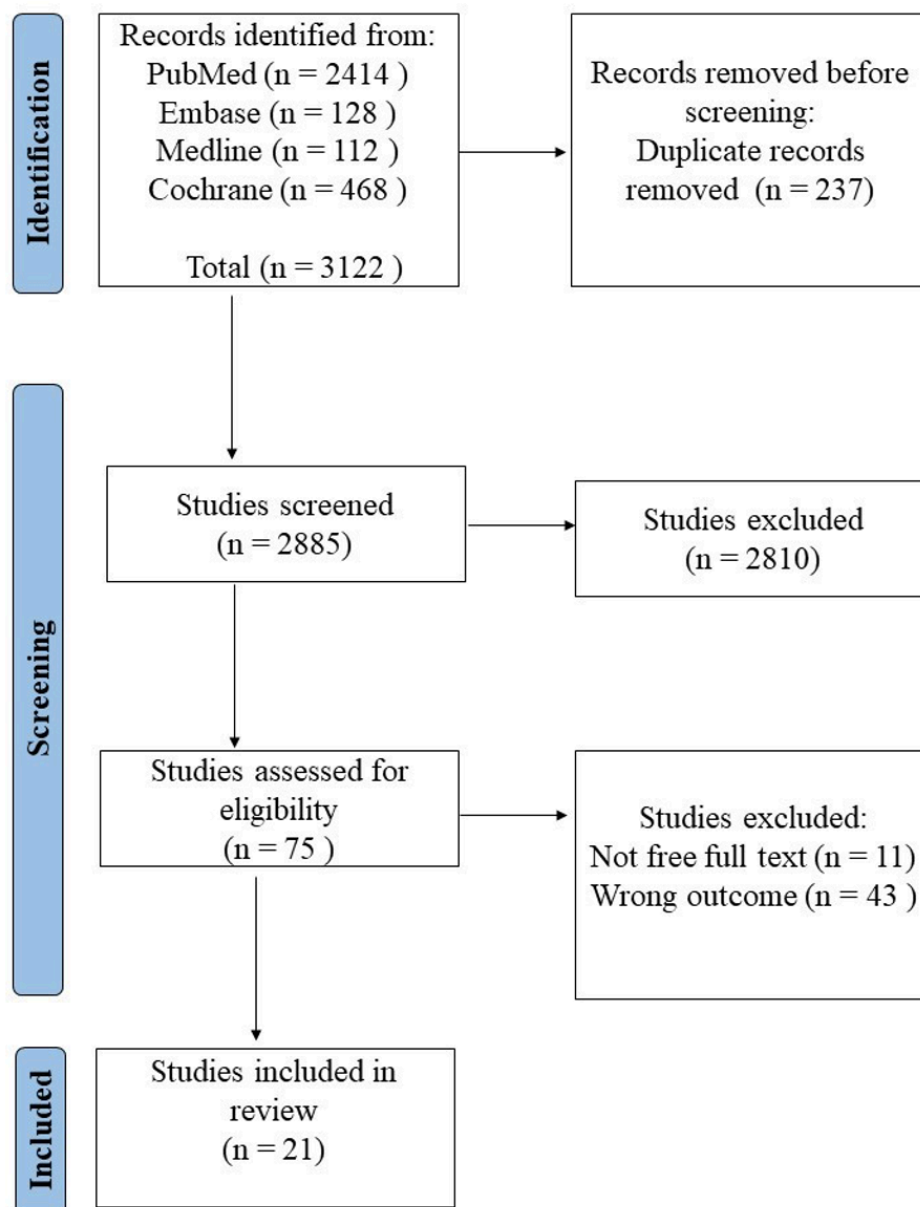 Identification
Records identified from:
PubMed (n = 2414 )
Embase (n = 128 )
Medline (n = 112 )
Cochrane (n = 468 )
Total (n = 3122 )
Records removed before
screening:
Duplicate records
removed (n = 237)
Screening
Studies screened
(n = 2885)
Studies excluded
(n = 2810)
Studies assessed for
eligibility
(n = 75 )
Studies excluded:
Not free full text (n = 11)
Wrong outcome (n = 43 )
Included
Studies included in
review
(n = 21)